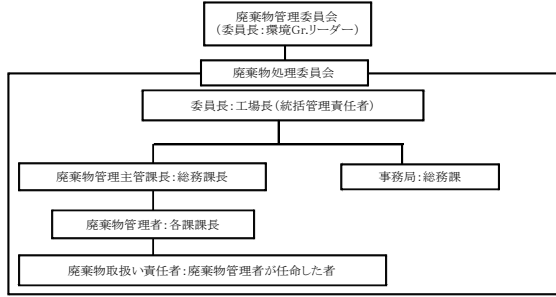 廃棄物管理委員会
(委員長:環境Gr.リーダー)
廃棄物処理委員会
委員長:工場長(統括管理責任者)
廃棄物管理主管課長:総務課長
事務局:総務課
廃棄物管理者:各課課長
廃棄物取扱い責任者:廃棄物管理者が任命した者